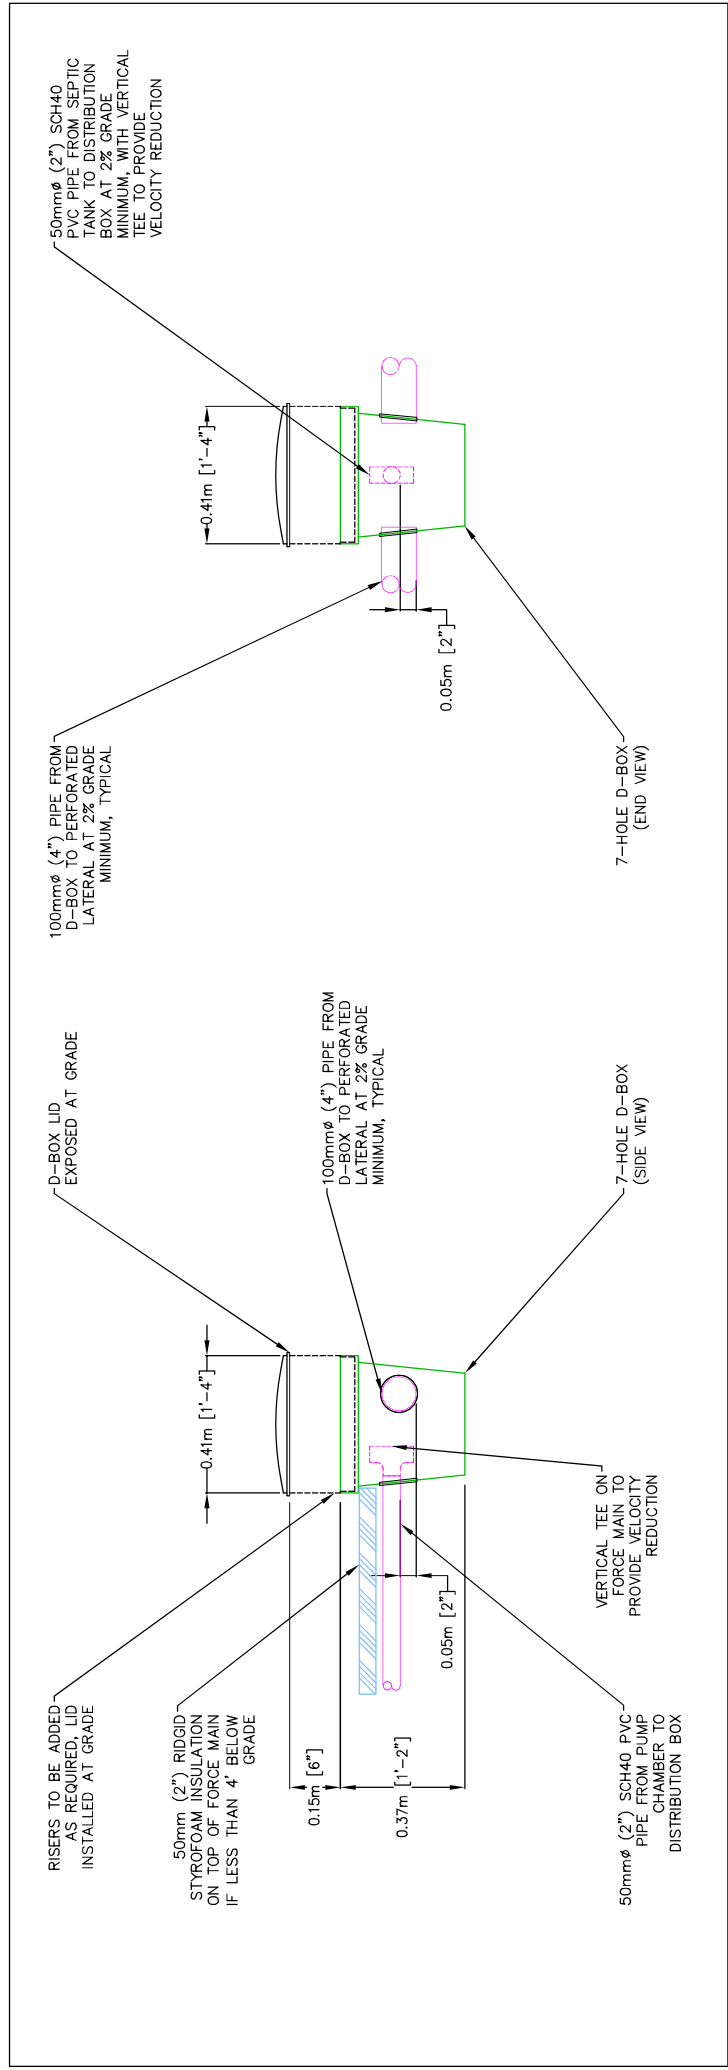 RISERS TO BE ADDED
AS REQUIRED, LID
INSTALLED AT GRADE
50mm (2") RIDGID
STYROFOAM INSULATION
ON TOP OF FORCE MAIN
IF LESS THAN 4' BELOW
GRADE
0.15m [6"]
0.37m [1'-2"]
50mmø (2") SCH40 PVC
PIPE FROM PUMP
CHAMBER TO
DISTRIBUTION BOX
0.41m [1'-4"]
0.05m [2"]
VERTICAL TEE ON
FORCE MAIN TO
PROVIDE VELOCITY
REDUCTION
D-BOX LID
EXPOSED AT GRADE
100mmø (4") PIPE FROM
D-BOX TO PERFORATED
LATERAL AT 2% GRADE
MINIMUM, TYPICAL
7-HOLE D-BOX
(SIDE VIEW)
100mmø (4") PIPE FROM
D-BOX TO PERFORATED
LATERAL AT 2% GRADE
MINIMUM, TYPICAL
0.41m [1'-4"]
0.05m [2"]
7-HOLE D-BOX
(END VIEW)
50mmø (2") SCH40
PVC PIPE FROM SEPTIC
TANK TO DISTRIBUTION
BOX AT 2% GRADE
MINIMUM, WITH VERTICAL
TEE TO PROVIDE
VELOCITY REDUCTION